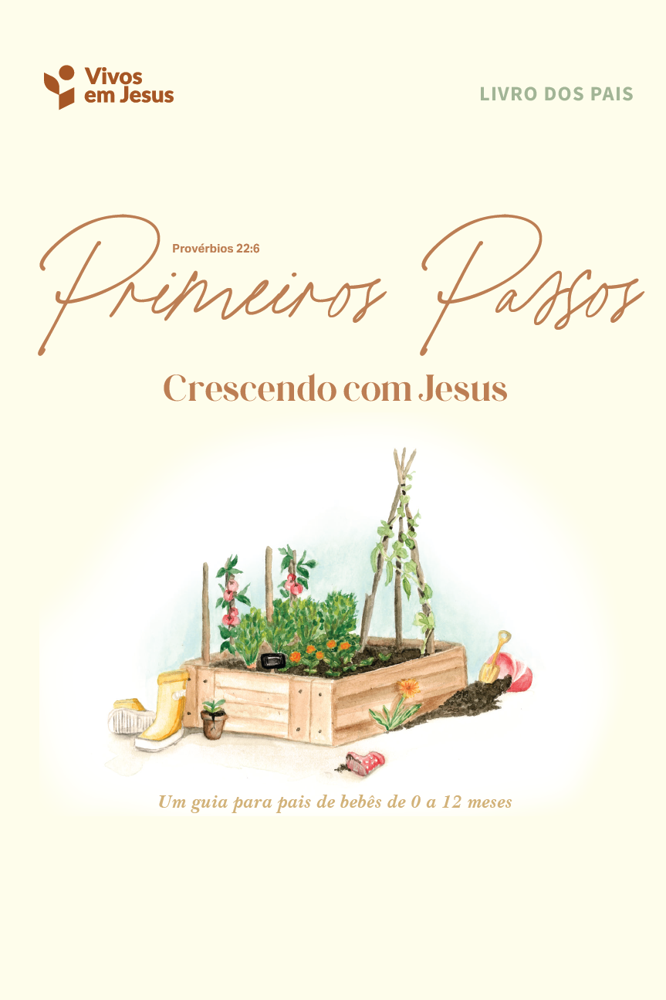 Vivos
em Jesus
LIVRO DOS PAIS
Provérbios 22:6
Primeiros Passos
Crescendo com Jesus
Um guia para pais de bebês de 0 a 12 meses